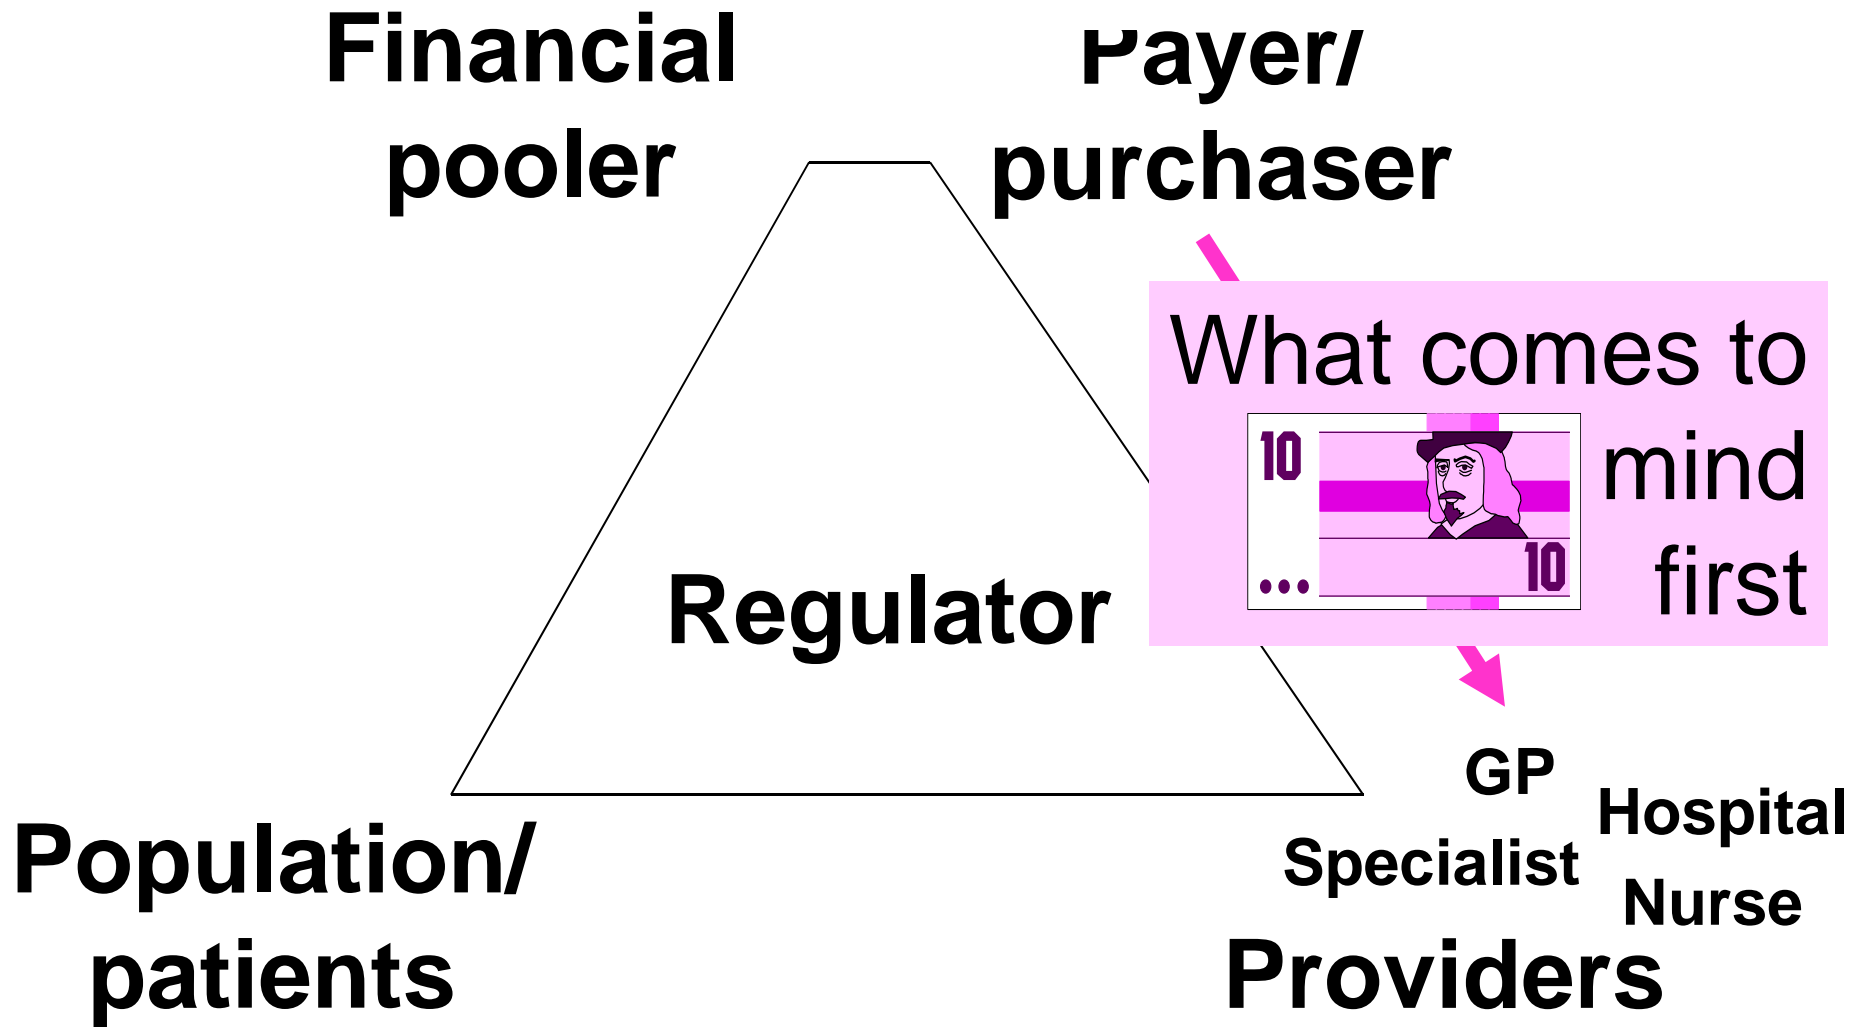 Financial
pooler
Payer/
purchaser
What comes to
mind
first
10
10
...
Regulator
GP
Hospital
Specialist
Nurse
Population/
patients
Providers